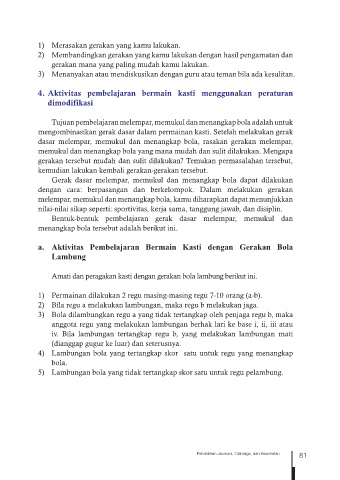 1) Merasakan gerakan yang kamu lakukan.
2) Membandingkan gerakan yang kamu lakukan dengan hasil pengamatan dan
gerakan mana yang paling mudah kamu lakukan.
3) Menanyakan atau mendiskusikan dengan guru atau teman bila ada kesulitan.
4. Aktivitas pembelajaran bermain kasti menggunakan peraturan
dimodifikasi
Tujuan pembelajaran melempar, memukul dan menangkap bola adalah untuk
mengombinasikan gerak dasar dalam permainan kasti. Setelah melakukan gerak
dasar melempar, memukul dan menangkap bola, rasakan gerakan melempar,
memukul dan menangkap bola yang mana mudah dan sulit dilakukan. Mengapa
gerakan tersebut mudah dan sulit dilakukan? Temukan permasalahan tersebut,
kemudian lakukan kembali gerakan-gerakan tersebut.
Gerak dasar melempar, memukul dan menangkap bola dapat dilakukan
dengan cara: berpasangan dan berkelompok. Dalam melakukan gerakan
melempar, memukul dan menangkap bola, kamu diharapkan dapat menunjukkan
nilai-nilai sikap seperti: sportivitas, kerja sama, tanggung jawab, dan disiplin.
Bentuk-bentuk pembelajaran gerak dasar melempar, memukul dan
menangkap bola tersebut adalah berikut ini.
a. Aktivitas Pembelajaran Bermain Kasti dengan Gerakan Bola
Lambung
Amati dan peragakan kasti dengan gerakan bola lambung berikut ini.
1) Permainan dilakukan 2 regu masing-masing regu 7-10 orang (a-b).
2) Bila regu a melakukan lambungan, maka regu b melakukan jaga.
3) Bola dilambungkan regu a yang tidak tertangkap oleh penjaga regu b, maka
anggota regu yang melakukan lambungan berhak lari ke base i, ii, iii atau
iv. Bila lambungan tertangkap regu b, yang melakukan lambungan mati
(dianggap gugur ke luar) dan seterusnya.
4) Lambungan bola yang tertangkap skor satu untuk regu yang menangkap
bola.
5) Lambungan bola yang tidak tertangkap skor satu untuk regu pelambung.
Pendidikan Jasmani, Olahraga, dan Kesehatan 81